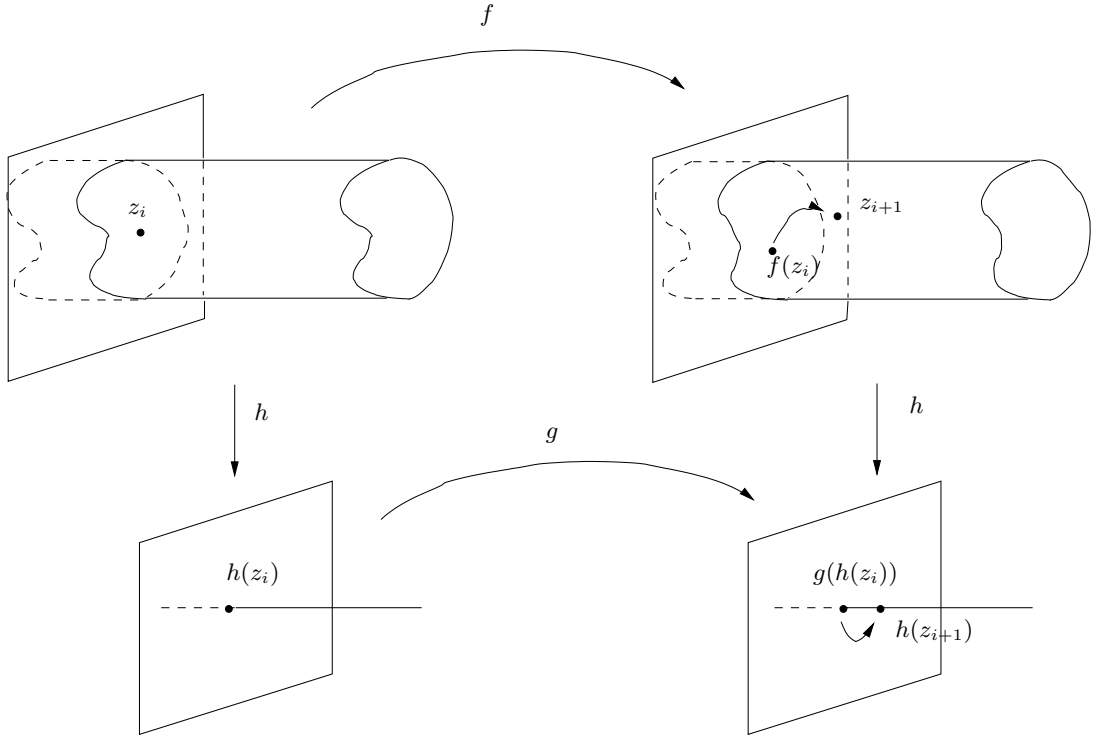 f
z_i
z_{i+1}
f(z_i)
h
h
g
h(z_i)
g(h(z_i))
h(z_{i+1})